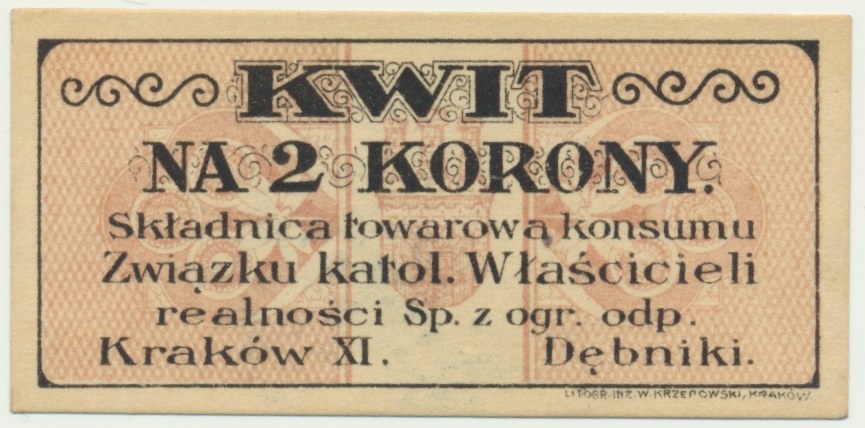 KWIT
NA 2 KORONY.
Składnica towarowa konsumu
Związku katol. Właścicieli
realności Sp. z ogr. odp.
Kraków XI. Dębniki.
LITOGR. INŻ. W. KRZEPOWSKI, KRAKÓW.